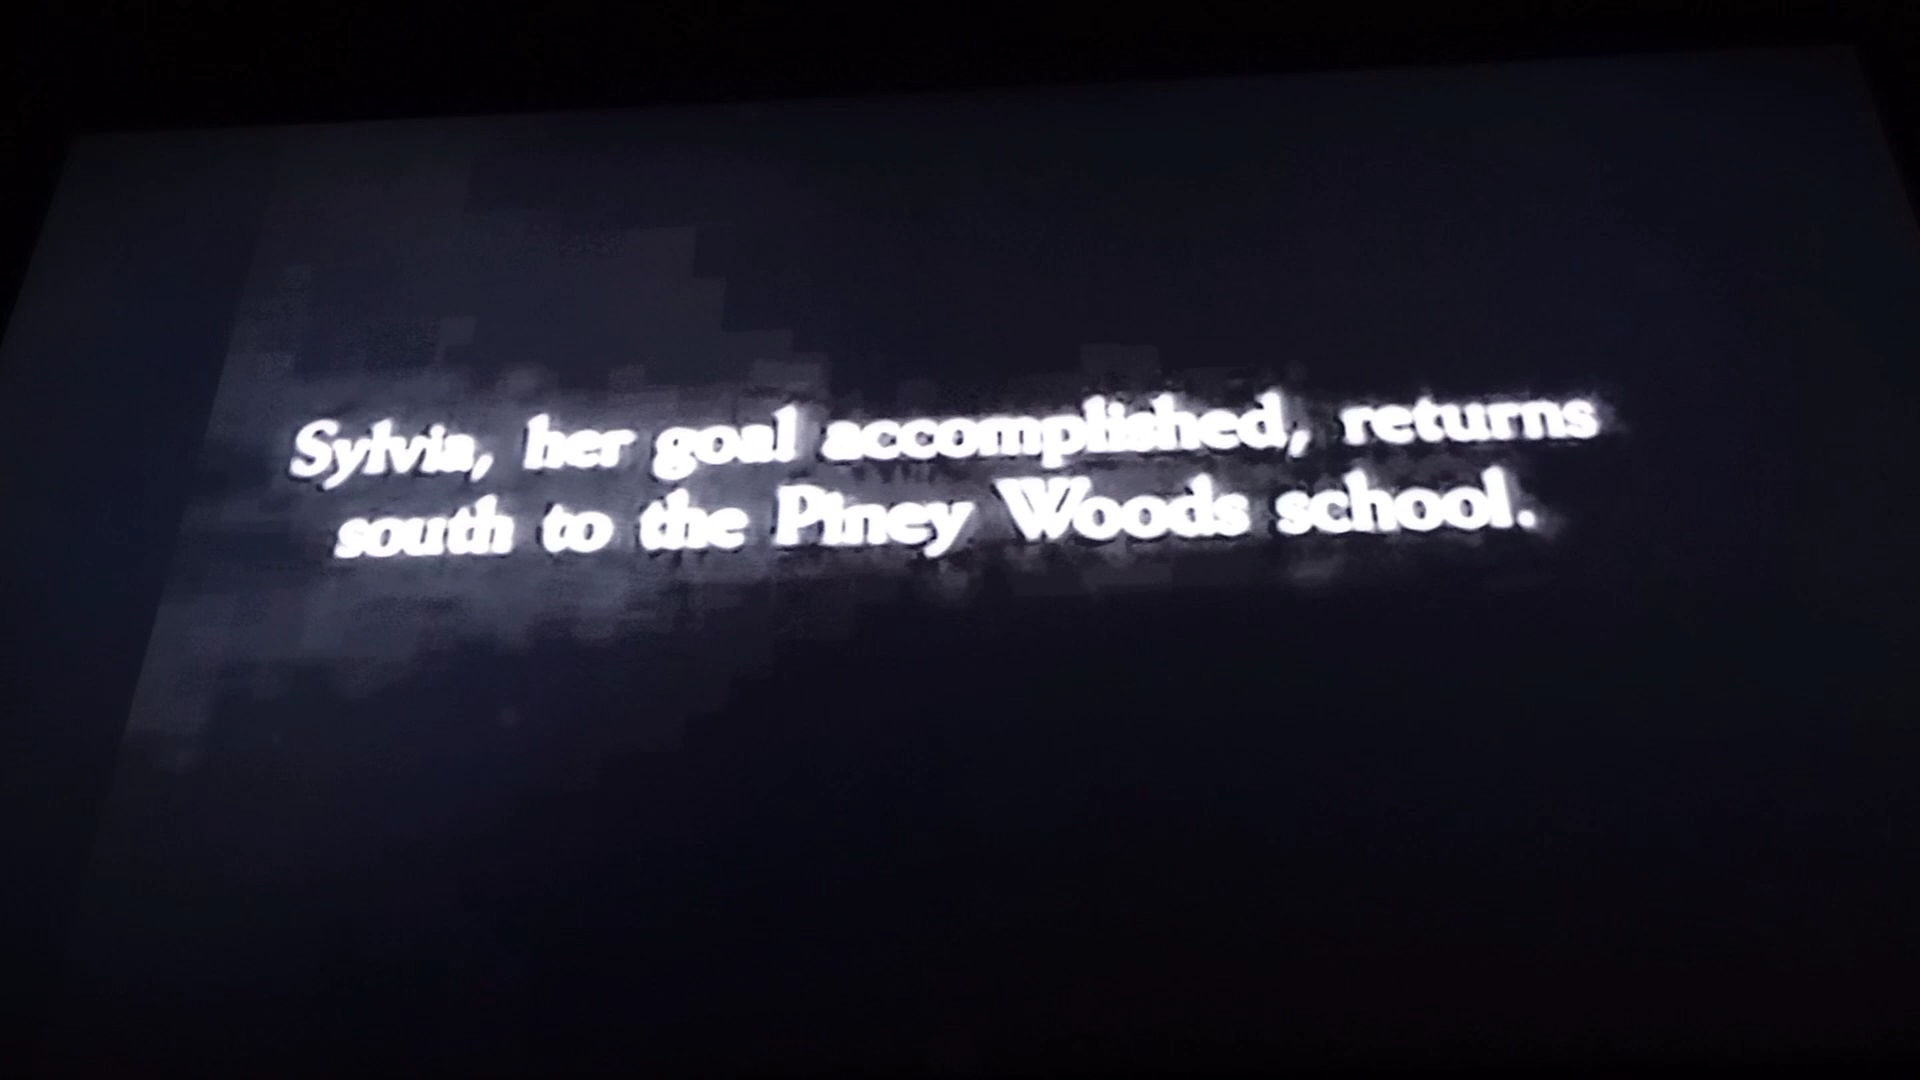 Sylvia, her goal accomplished, returns
south to the Piney Woods school.